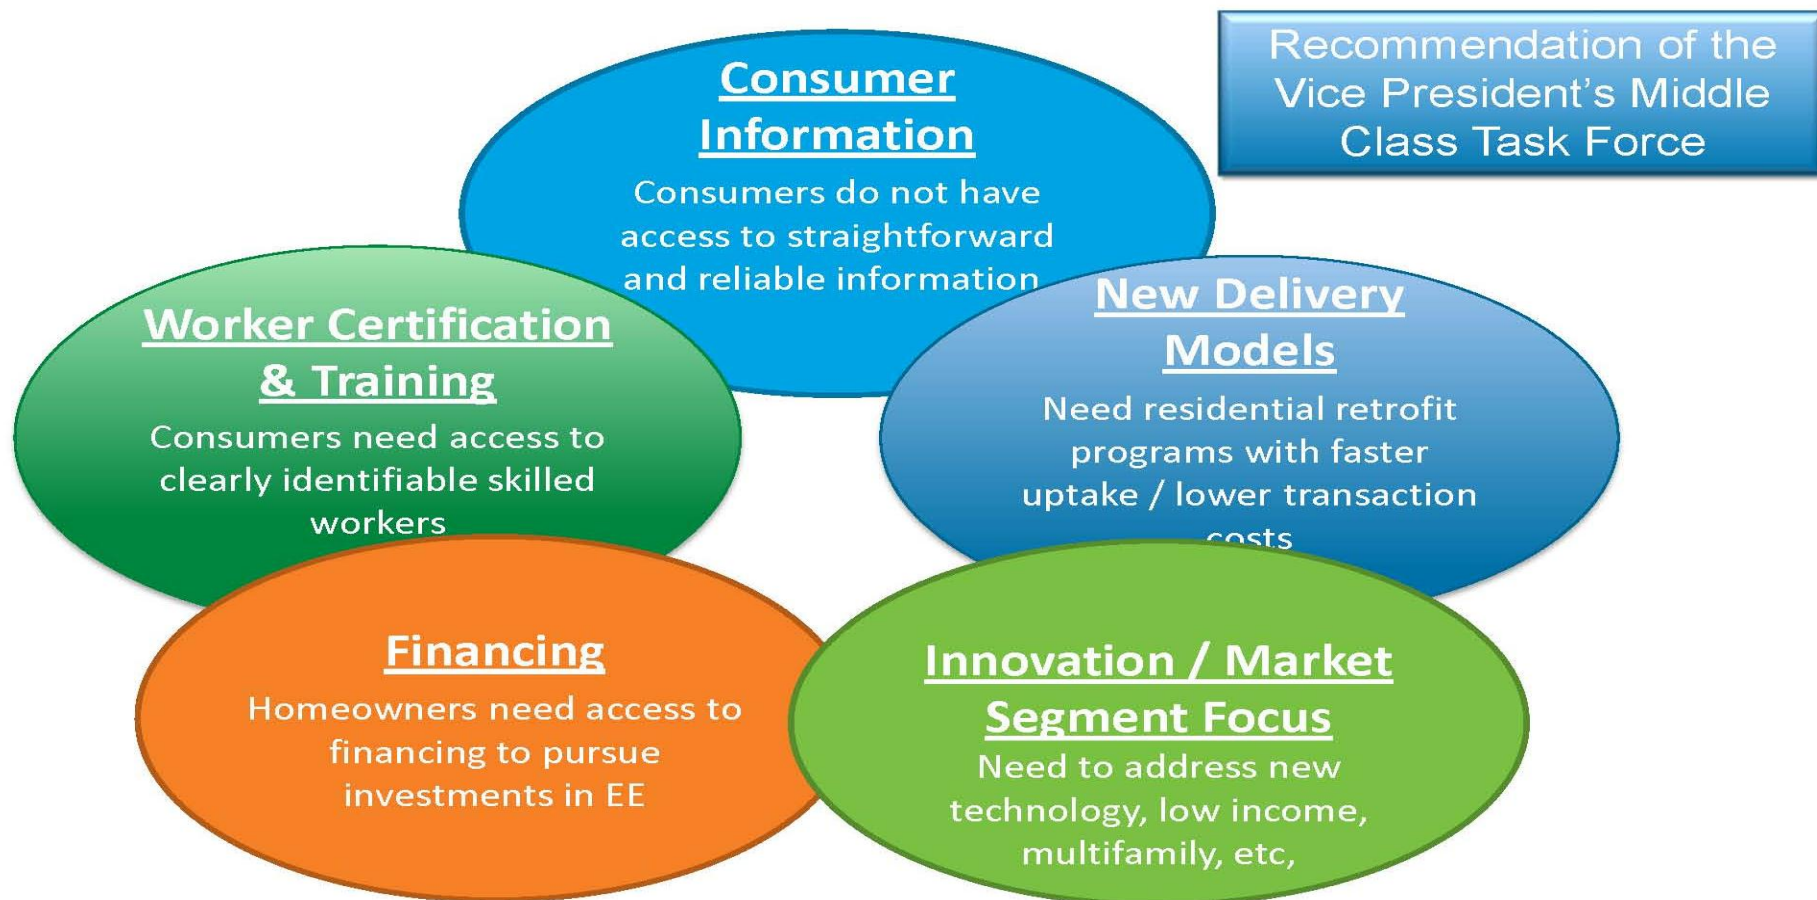 Recommendation of the
Vice President's Middle
Class Task Force
Consumer
Information
Consumers do not have
access to straightforward
and reliable information
Worker Certification
& Training
Consumers need access to
clearly identifiable skilled
workers
New Delivery
Models
Need residential retrofit
programs with faster
uptake / lower transaction
costs
Financing
Homeowners need access to
financing to pursue
investments in EE
Innovation / Market
Segment Focus
Need to address new
technology, low income,
multifamily, etc,